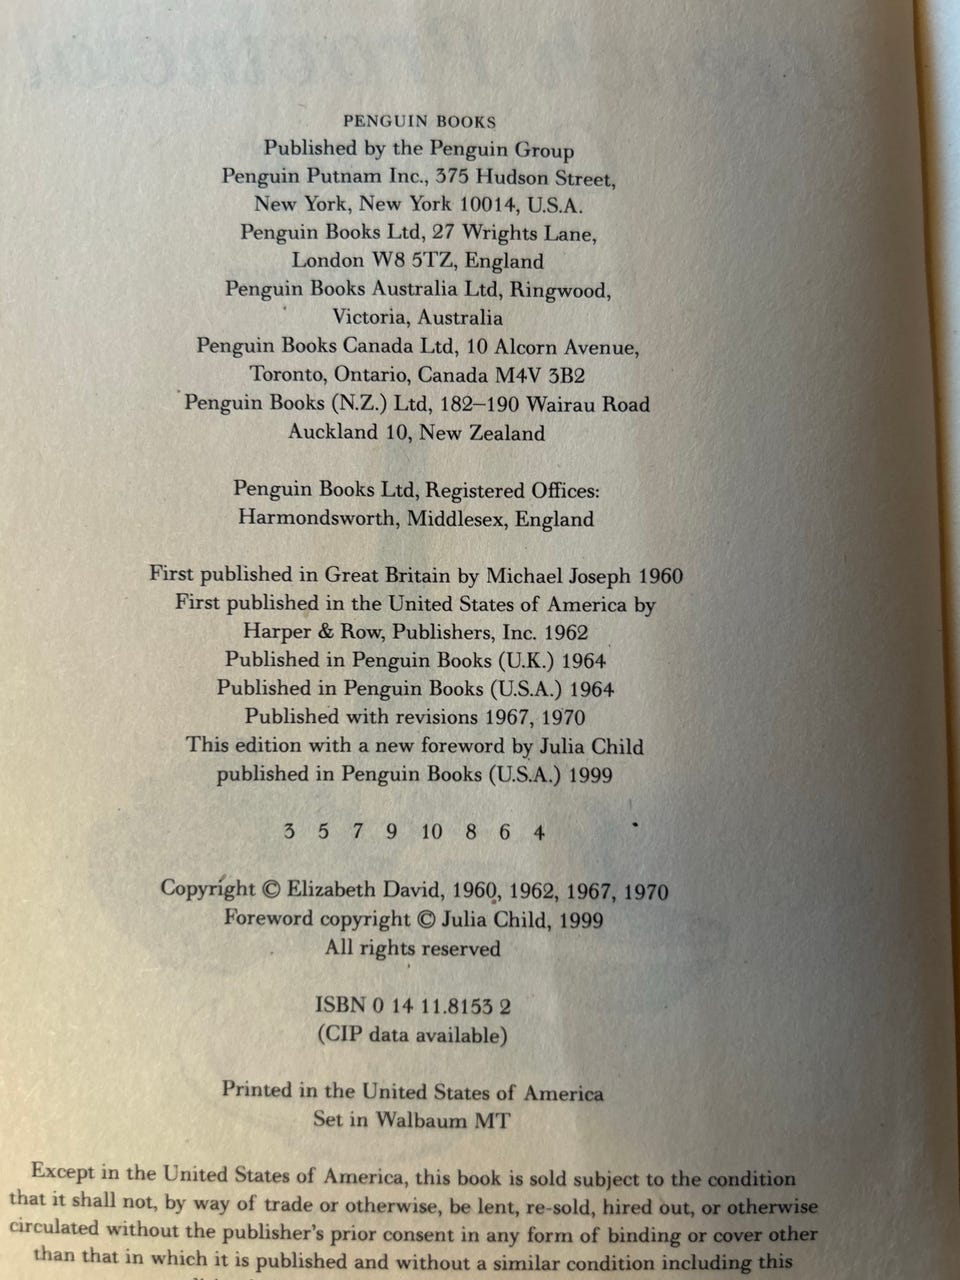 PENGUIN BOOKS
Published by the Penguin Group
Penguin Putnam Inc., 375 Hudson Street,
New York, New York 10014, U.S.A.
Penguin Books Ltd, 27 Wrights Lane,
London W8 5TZ, England
Penguin Books Australia Ltd, Ringwood,
Victoria, Australia
Penguin Books Canada Ltd, 10 Alcorn Avenue,
Toronto, Ontario, Canada M4V 3B2
Penguin Books (N.Z.) Ltd, 182–190 Wairau Road
Auckland 10, New Zealand
Penguin Books Ltd, Registered Offices:
Harmondsworth, Middlesex, England
First published in Great Britain by Michael Joseph 1960
First published in the United States of America by
Harper & Row, Publishers, Inc. 1962
Published in Penguin Books (U.K.) 1964
Published in Penguin Books (U.S.A.) 1964
Published with revisions 1967, 1970
This edition with a new foreword by Julia Child
published in Penguin Books (U.S.A.) 1999
3 5 7 9 10 8 6 4
Copyright © Elizabeth David, 1960, 1962, 1967, 1970
Foreword copyright © Julia Child, 1999
All rights reserved
ISBN 0 14 11.8153 2
(CIP data available)
Printed in the United States of America
Set in Walbaum MT
Except in the United States of America, this book is sold subject to the condition
that it shall not, by way of trade or otherwise, be lent, re-sold, hired out, or otherwise
circulated without the publisher's prior consent in any form of binding or cover other
than that in which it is published and without a similar condition including this